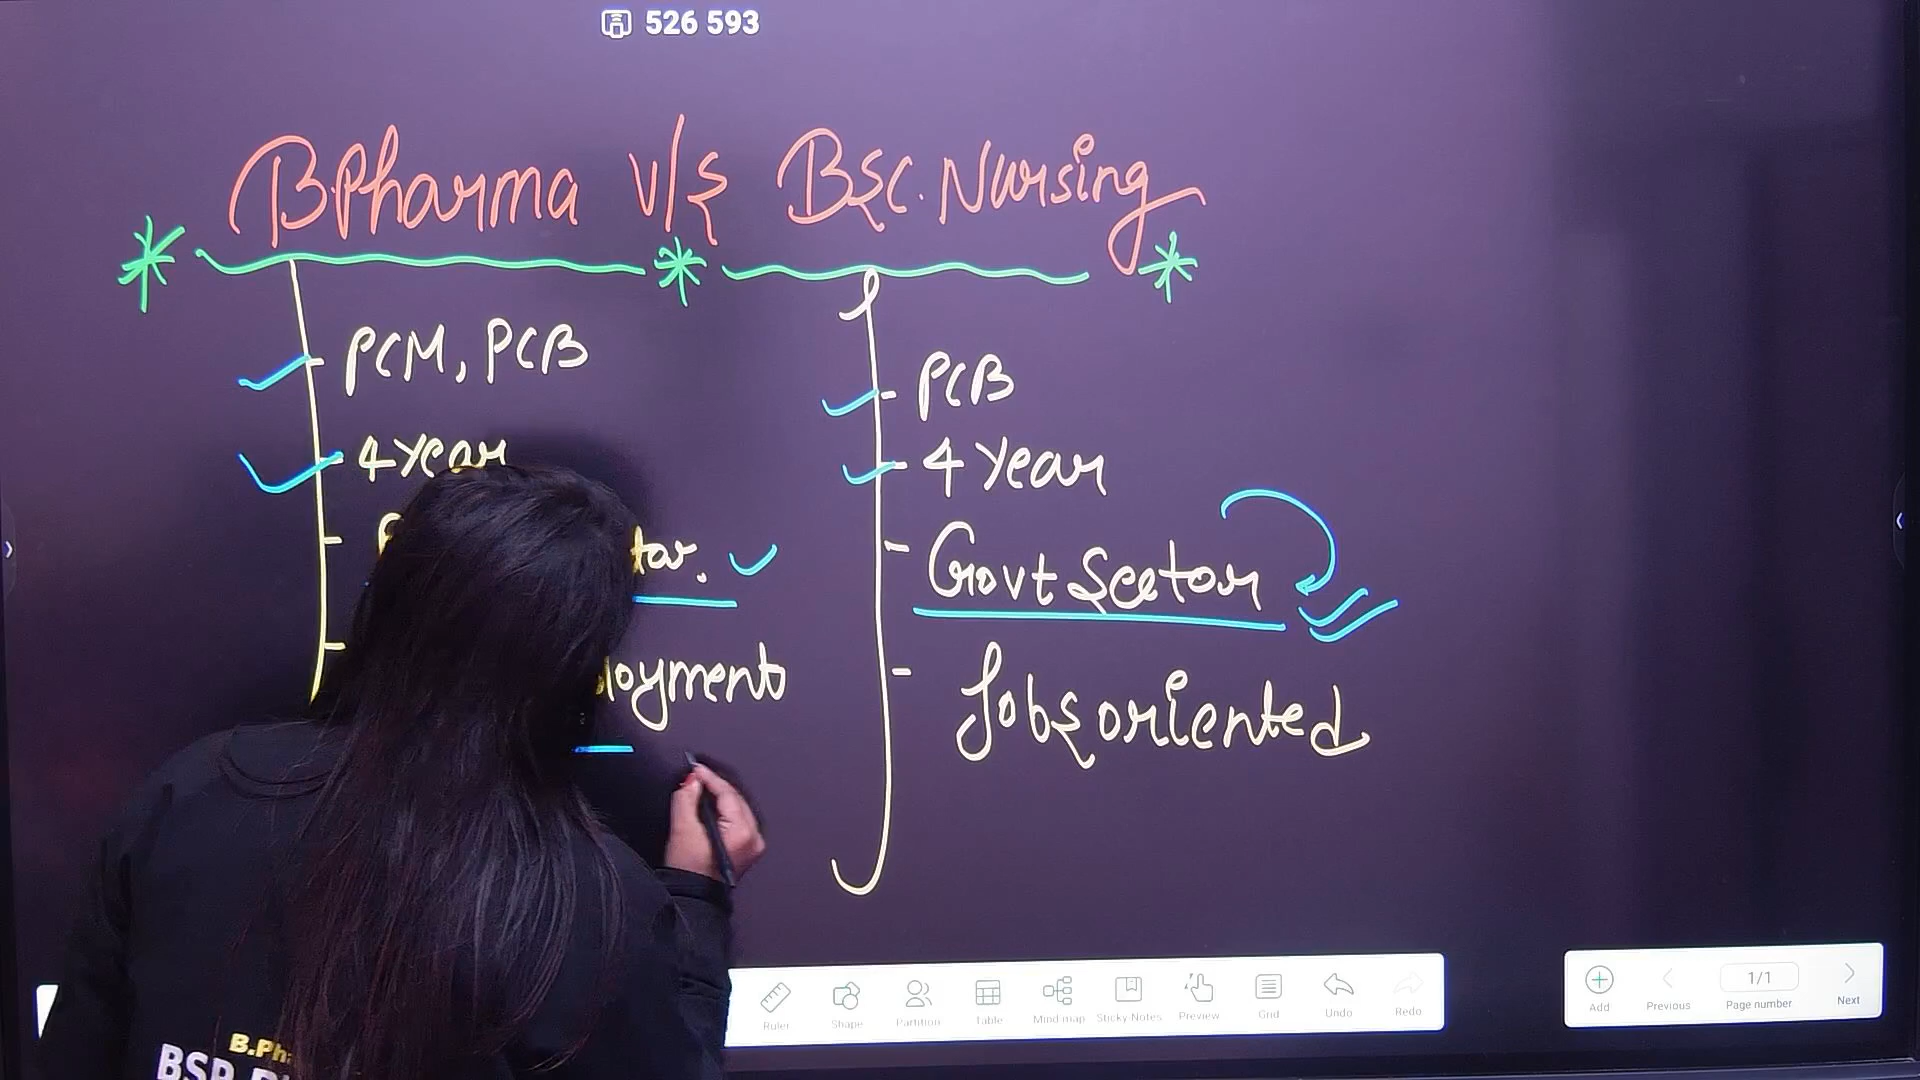 526 593
B.Pharma v/s BSc. Nursing
PCM, PCB
4 Year
PCB
4 Year
Govt Sector
Jobs oriented
Ruler Shape Partition Table Mind map Sticky-Notes Preview Grid Undo Redo
Add Previous 1/1 Page number Next